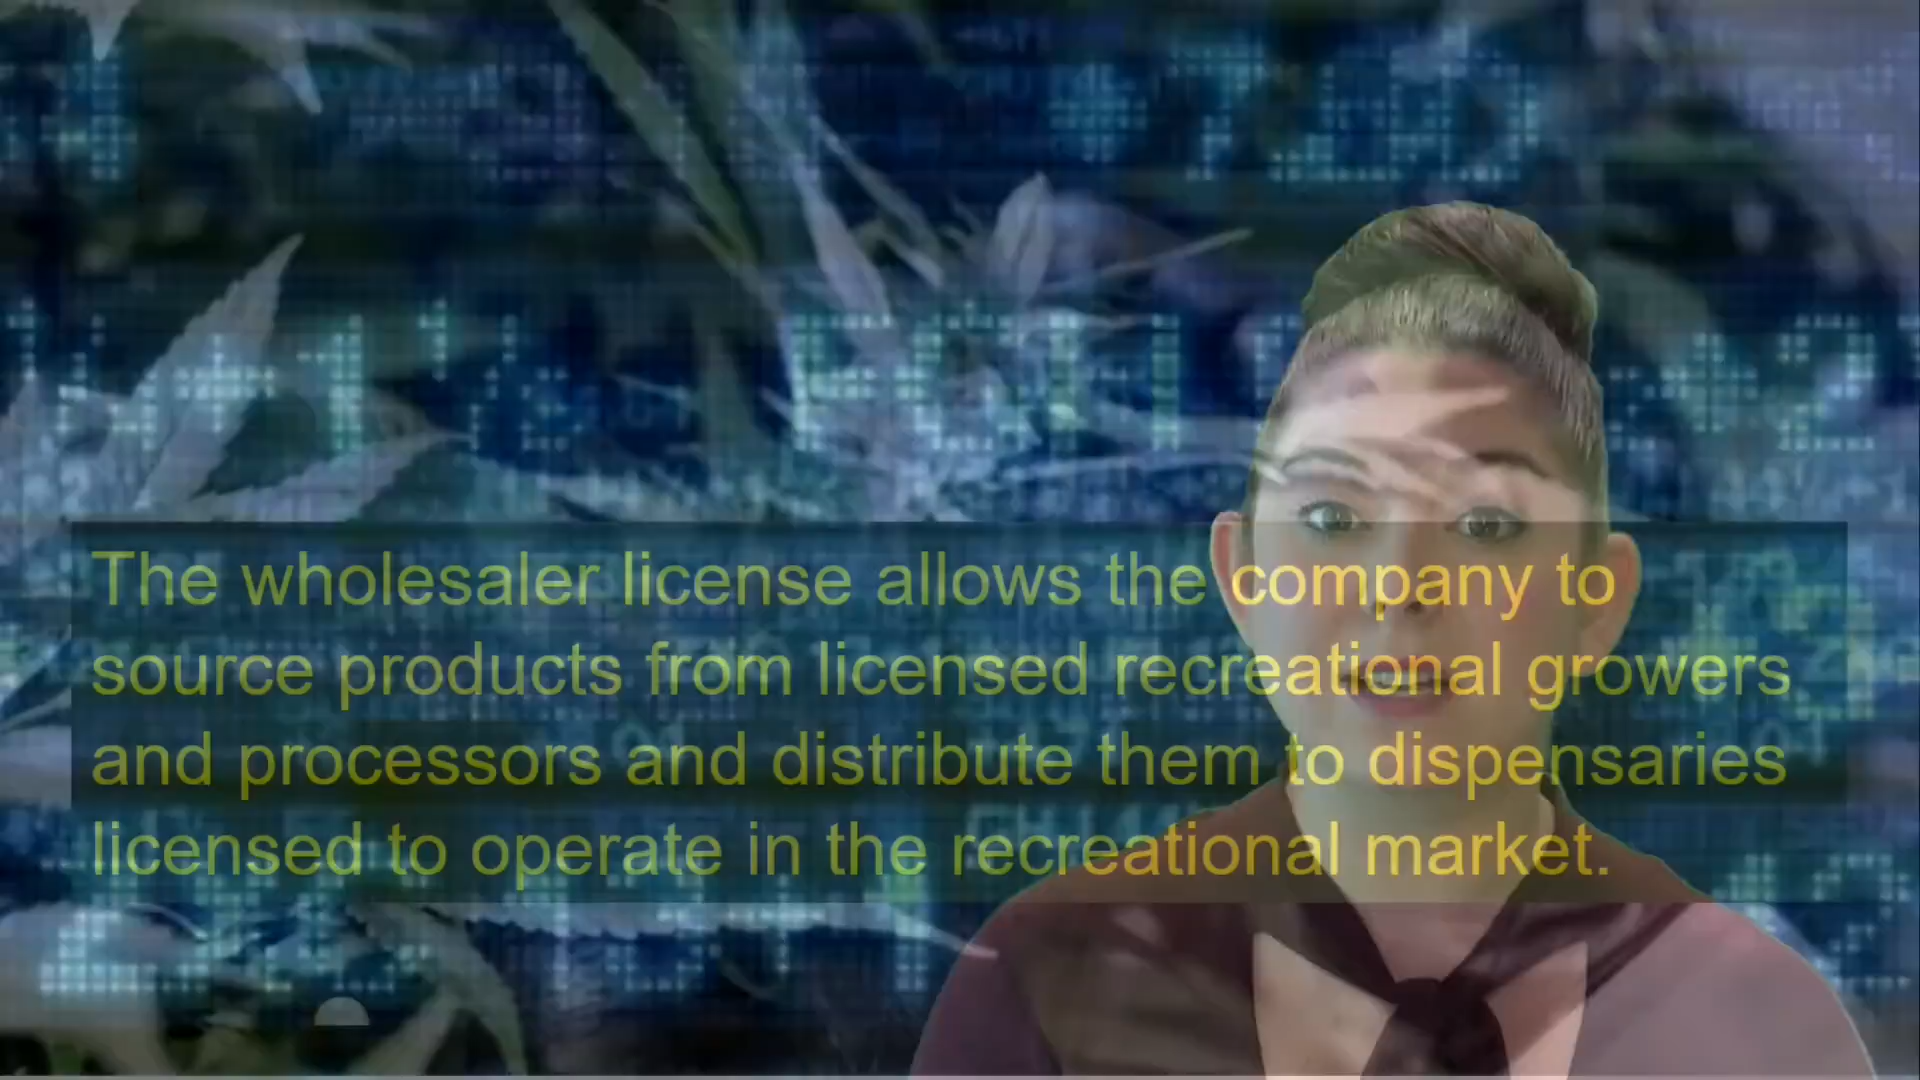 The wholesaler license allows the company to
source products from licensed recreational growers
and processors and distribute them to dispensaries
licensed to operate in the recreational market.